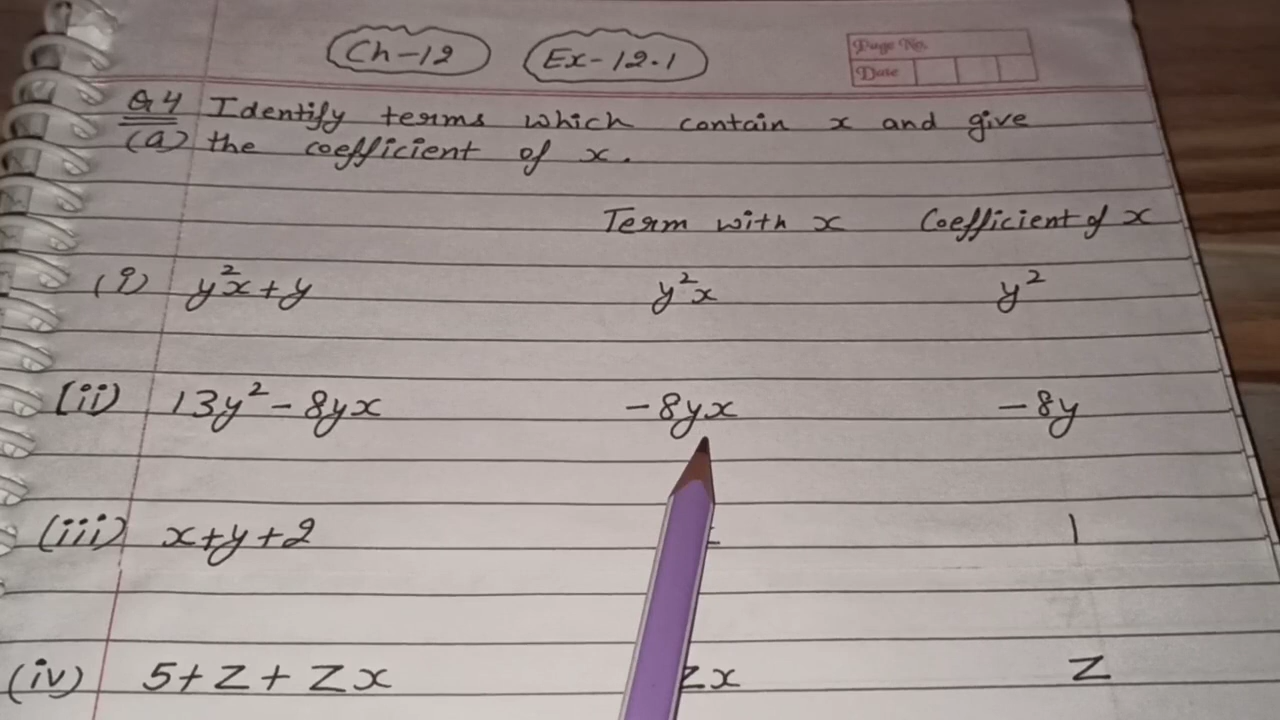 Ch-12 Ex-12.1
Page No.
Date
Q4 Identify terms which contain x and give
(a) the coefficient of x.
Term with x Coefficient of x
(i) y²x+y y²x y²
(ii) 13y²-8yx -8yx -8y
(iii) x+y+2 1
(iv) 5+z+zx zx z